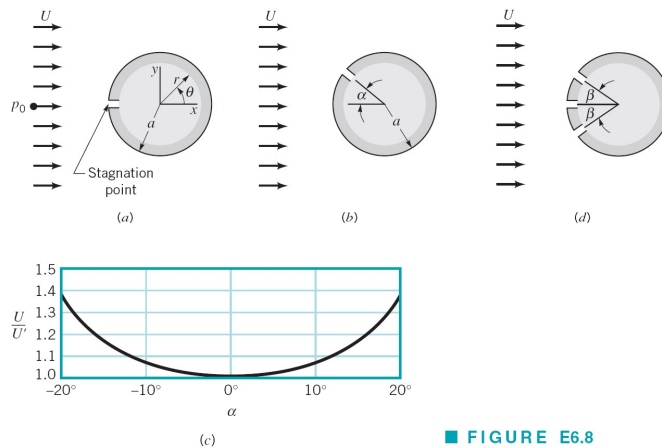 U
y
r
θ
x
a
p0
Stagnation
point
(a)
U
α
a
(b)
U
β
β
(d)
1.5
1.4
1.3
1.2
1.1
1.0
U
U'
–20°
–10°
0°
10°
20°
α
(c)
■ FIGURE E6.8